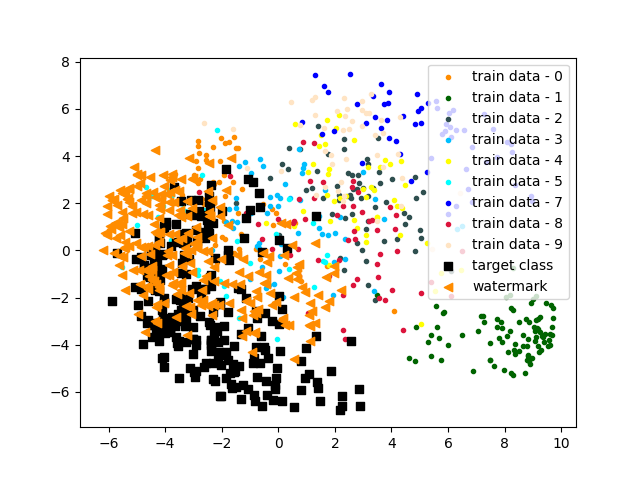 8
6
4
2
0
−2
−4
−6
−6 −4 −2 0 2 4 6 8 10
train data - 0
train data - 1
train data - 2
train data - 3
train data - 4
train data - 5
train data - 7
train data - 8
train data - 9
target class
watermark